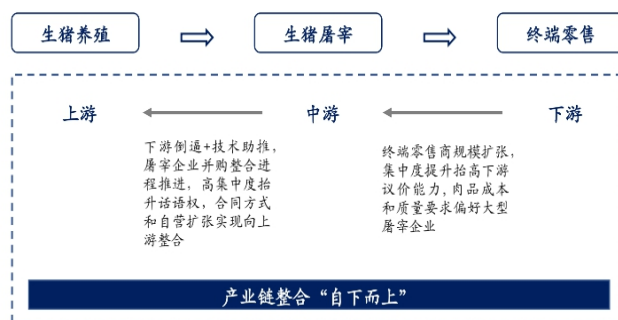 生猪养殖
生猪屠宰
终端零售
上游
中游
下游
下游倒逼+技术助推，
屠宰企业并购整合进
程推进，高集中度抬
升话语权，合同方式
和自营扩张实现向上
游整合
终端零售商规模扩张，
集中度提升抬高下游
议价能力，肉品成本
和质量要求偏好大型
屠宰企业
产业链整合“自下而上”